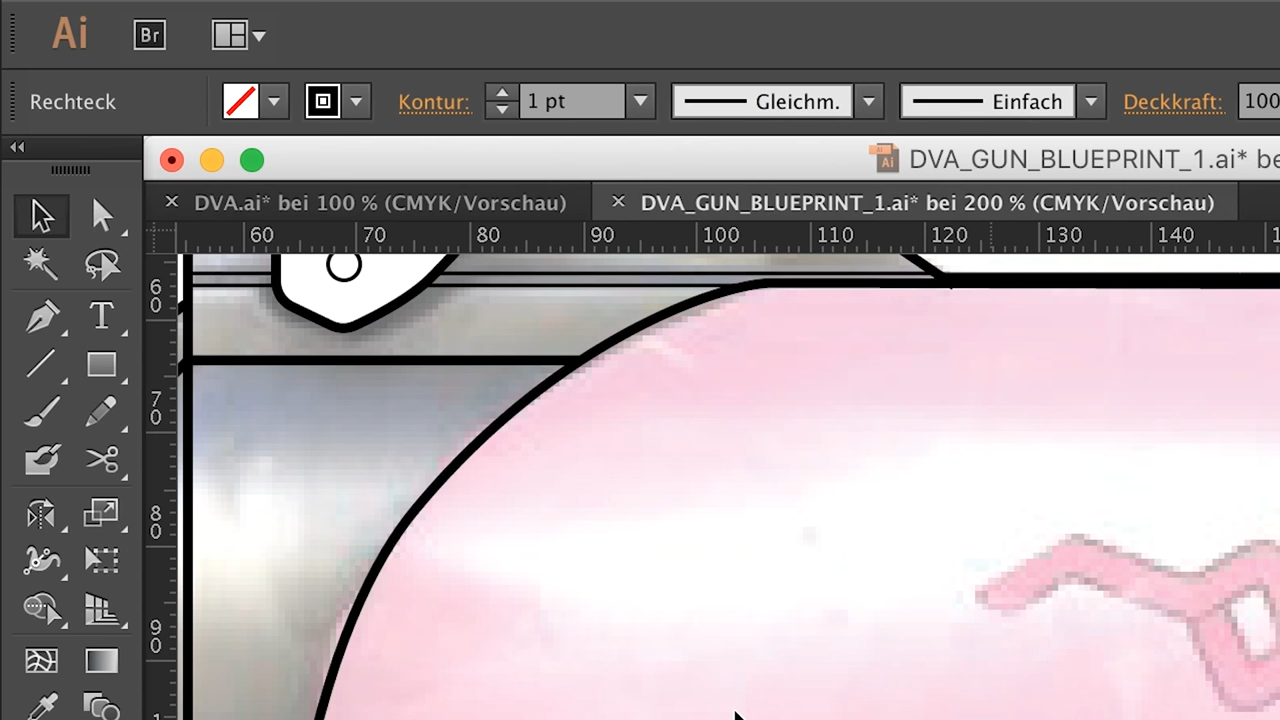 Ai Br
Rechteck Kontur: 1 pt Gleichm. Einfach Deckkraft: 100
DVA_GUN_BLUEPRINT_1.ai* be
× DVA.ai* bei 100 % (CMYK/Vorschau) × DVA_GUN_BLUEPRINT_1.ai* bei 200 % (CMYK/Vorschau)
60 70 80 90 100 110 120 130 140 1
60
70
80
90
1